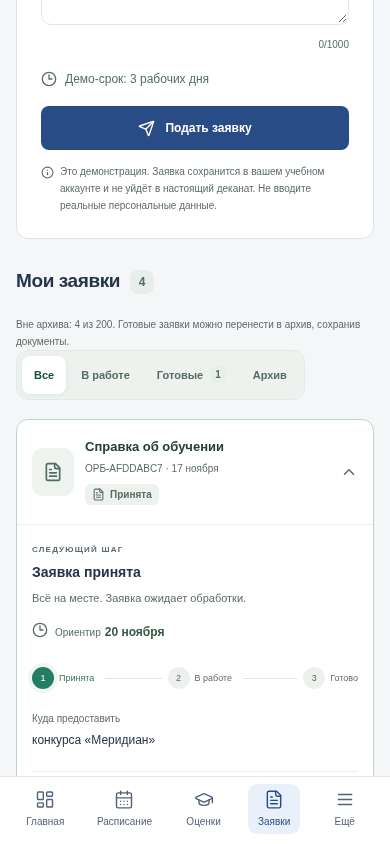 0/1000
Демо-срок: 3 рабочих дня
Подать заявку
Это демонстрация. Заявка сохранится в вашем учебном
аккаунте и не уйдёт в настоящий деканат. Не вводите
реальные персональные данные.
Мои заявки 4
Вне архива: 4 из 200. Готовые заявки можно перенести в архив, сохранив
документы.
Все В работе Готовые 1 Архив
Справка об обучении
ОРБ-AFDDABC7 · 17 ноября
Принята
СЛЕДУЮЩИЙ ШАГ
Заявка принята
Всё на месте. Заявка ожидает обработки.
Ориентир 20 ноября
1 Принята 2 В работе 3 Готово
Куда предоставить
конкурса «Меридиан»
Главная Расписание Оценки Заявки Ещё